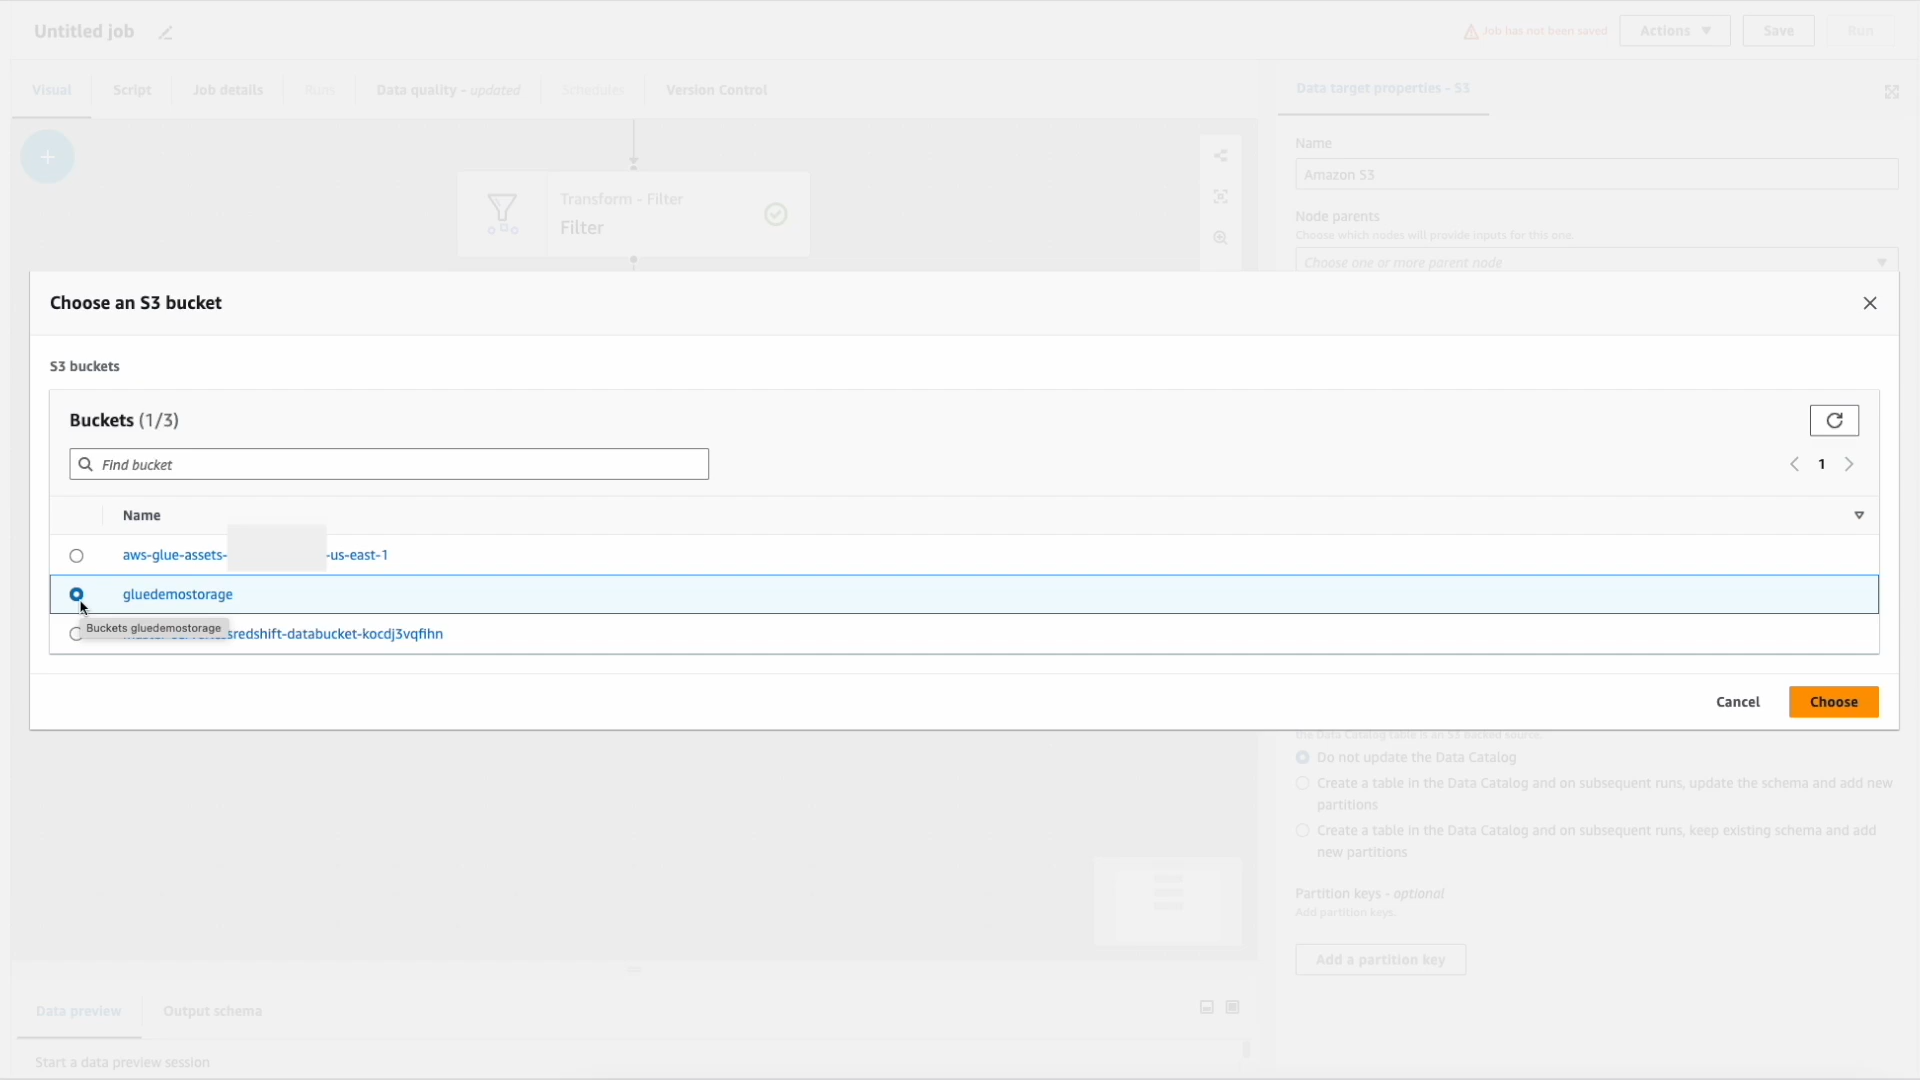 Untitled job
Job has not been saved
Actions
Save
Run
Visual
Script
Job details
Runs
Data quality - updated
Schedules
Version Control
Data target properties - S3
Name
Amazon S3
Transform - Filter
Filter
Node parents
Choose which nodes will provide inputs for this one.
Choose one or more parent node
Choose an S3 bucket
S3 buckets
Buckets (1/3)
Find bucket
1
Name
aws-glue-assets- -us-east-1
gluedemostorage
Buckets gluedemostorage
sredshift-databucket-kocdj3vqfihn
Cancel
Choose
the Data Catalog table is an S3 backed source.
Do not update the Data Catalog
Create a table in the Data Catalog and on subsequent runs, update the schema and add new
partitions
Create a table in the Data Catalog and on subsequent runs, keep existing schema and add
new partitions
Partition keys - optional
Add partition keys.
Add a partition key
Data preview
Output schema
Start a data preview session